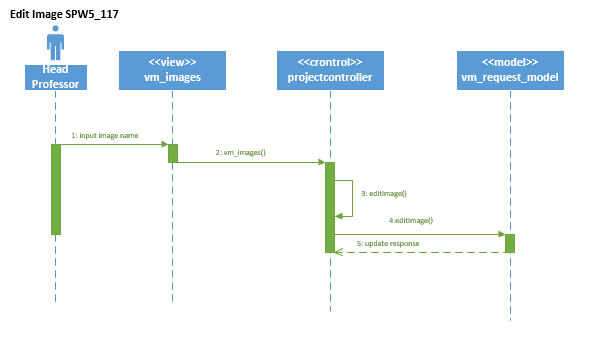 Edit Image SPW5_117
Head
Professor
<<view>>
vm_images
<<crontrol>>
projectcontroller
<<model>>
vm_request_model
1: input image name
2: vm_images()
3: editImage()
4:editImage()
5: update response